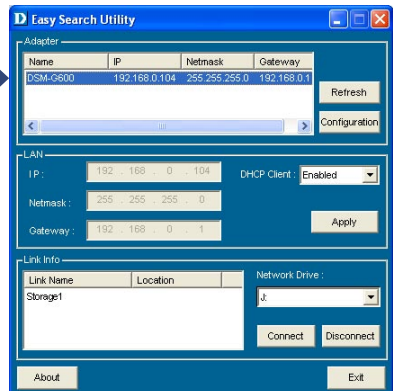 D Easy Search Utility
Adapter
Name IP Netmask Gateway
DSM-G600 192.168.0.104 255.255.255.0 192.168.0.1
Refresh
Configuration
LAN
IP : 192 . 168 . 0 . 104 DHCP Client : Enabled
Netmask : 255 . 255 . 255 . 0
Apply
Gateway : 192 . 168 . 0 . 1
Link Info
Link Name Location Network Drive :
Storage1 J:
Connect Disconnect
About Exit